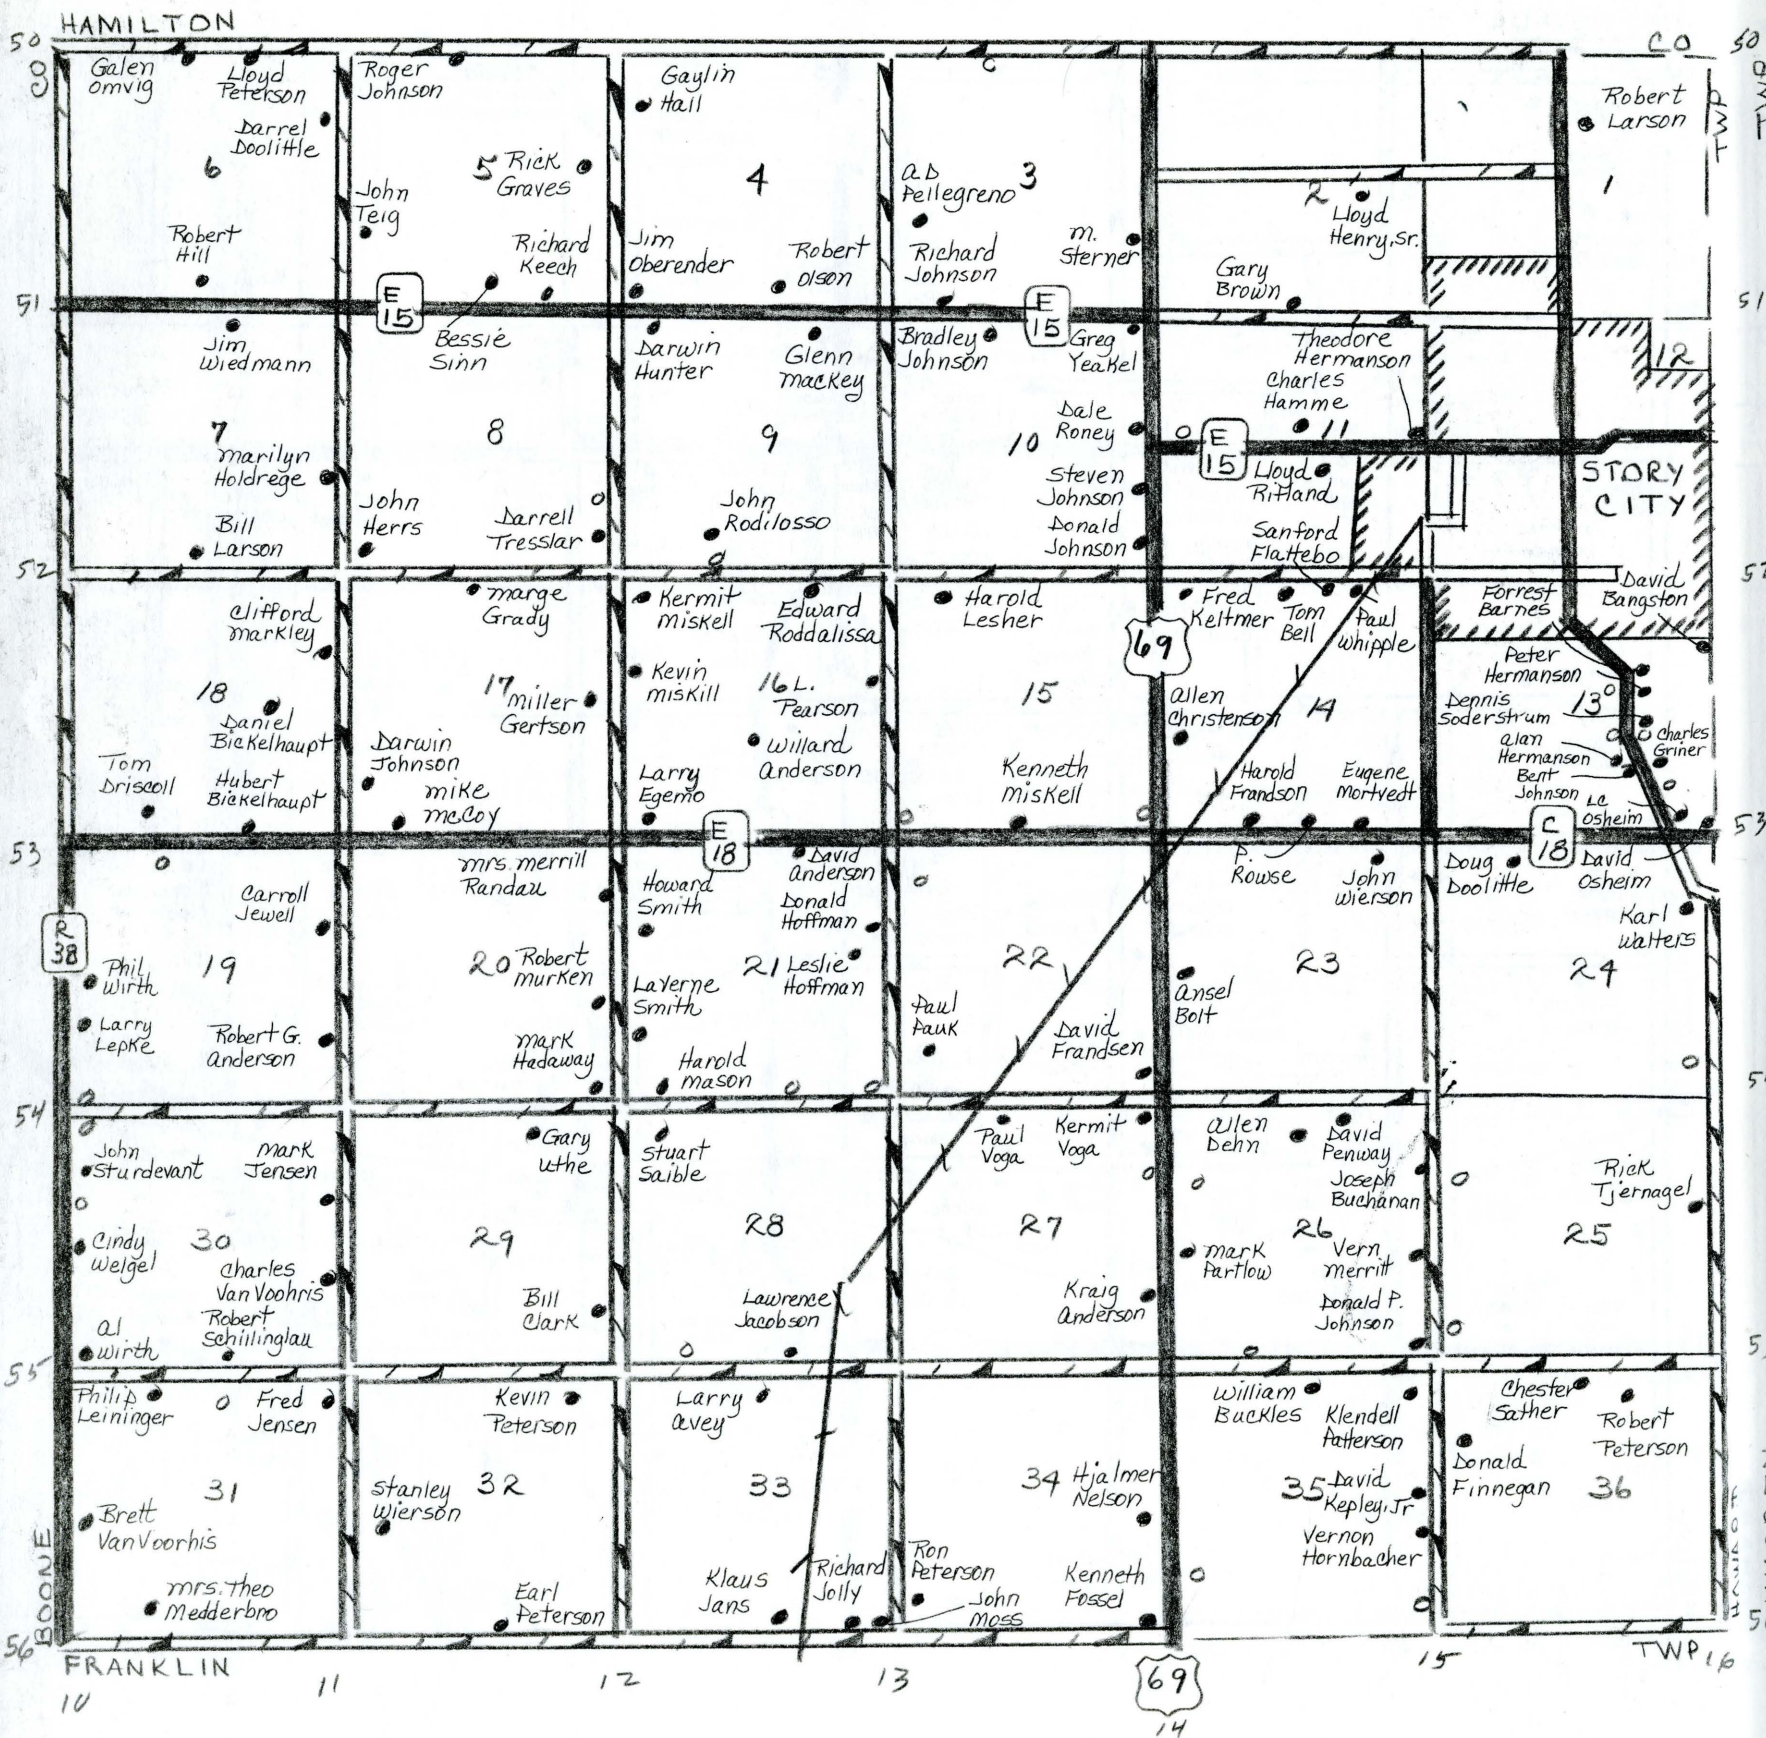 HAMILTON
CO
50
50
CO
TWP
Galen
Omvig
Lloyd
Peterson
Darrel
Doolittle
6
Robert
Hill
Roger
Johnson
John
Teig
5
Rick
Graves
Richard
Keech
Gaylin
Hall
4
Jim
Oberender
Robert
Olson
A D
Pellegreno
3
Richard
Johnson
M.
Sterner
2
Lloyd
Henry, Sr.
Gary
Brown
Robert
Larson
1
51
E
15
E
15
51
Jim
Wiedmann
7
Marilyn
Holdrege
Bill
Larson
Bessie
Sinn
8
John
Herrs
Darrell
Tresslar
Darwin
Hunter
Glenn
Mackey
9
John
Rodilosso
Bradley
Johnson
Greg
Yeakel
Dale
Roney
10
Steven
Johnson
Donald
Johnson
Theodore
Hermanson
Charles
Hamme
11
E
15
Lloyd
Rifland
Sanford
Flattebo
12
STORY
CITY
52
Clifford
Markley
18
Daniel
Bickelhaupt
Tom
Driscoll
Hubert
Bickelhaupt
Marge
Grady
17
Miller
Gertson
Darwin
Johnson
Mike
McCoy
Kermit
Miskell
Edward
Roddalissa
Kevin
Miskill
16
L.
Pearson
Willard
Anderson
Larry
Egemo
Harold
Lesher
15
Kenneth
Miskell
69
Fred
Keltmer
Tom
Bell
Paul
Whipple
Allen
Christenson
14
Harold
Frandson
Eugene
Mortvedt
Forrest
Barnes
David
Bangston
Peter
Hermanson
Dennis
Soderstrum
13
Alan
Hermanson
Charles
Griner
Bent
Johnson
LC
Osheim
53
E
18
C
18
53
R
38
Carroll
Jewell
Phil
Wirth
19
Larry
Lepke
Robert G.
Anderson
Mrs. Merrill
Randau
20
Robert
Murken
Mark
Hadaway
Howard
Smith
David
Anderson
Donald
Hoffman
21
Leslie
Hoffman
LaVerne
Smith
Harold
Mason
22
Paul
Pauk
David
Frandsen
P.
Rowse
John
Wierson
Ansel
Bolt
23
Doug
Doolittle
David
Osheim
Karl
Walters
24
54
John
Sturdevant
Mark
Jensen
Cindy
Welgel
30
Charles
VanVoohris
Al
Wirth
Robert
Schillinglau
Gary
Uthe
29
Bill
Clark
Stuart
Saible
28
Lawrence
Jacobson
Paul
Voga
Kermit
Voga
27
Kraig
Anderson
Allen
Dehn
David
Penway
Joseph
Buchanan
26
Mark
Partlow
Vern
Merritt
Donald P.
Johnson
Rick
Tjernagel
25
55
Philip
Leininger
Fred
Jensen
31
Brett
VanVoorhis
Mrs. Theo
Medderbro
Kevin
Peterson
Stanley
Wierson
32
Earl
Peterson
Larry
Avey
33
Klaus
Jans
Richard
Jolly
34
Hjalmer
Nelson
Ron
Peterson
John
Moss
Kenneth
Fossel
William
Buckles
Klendell
Patterson
35
David
Kepley, Jr
Vernon
Hornbacher
Chester
Sather
Robert
Peterson
Donald
Finnegan
36
BOONE
56
FRANKLIN
TWP
10
11
12
13
69
14
15
16